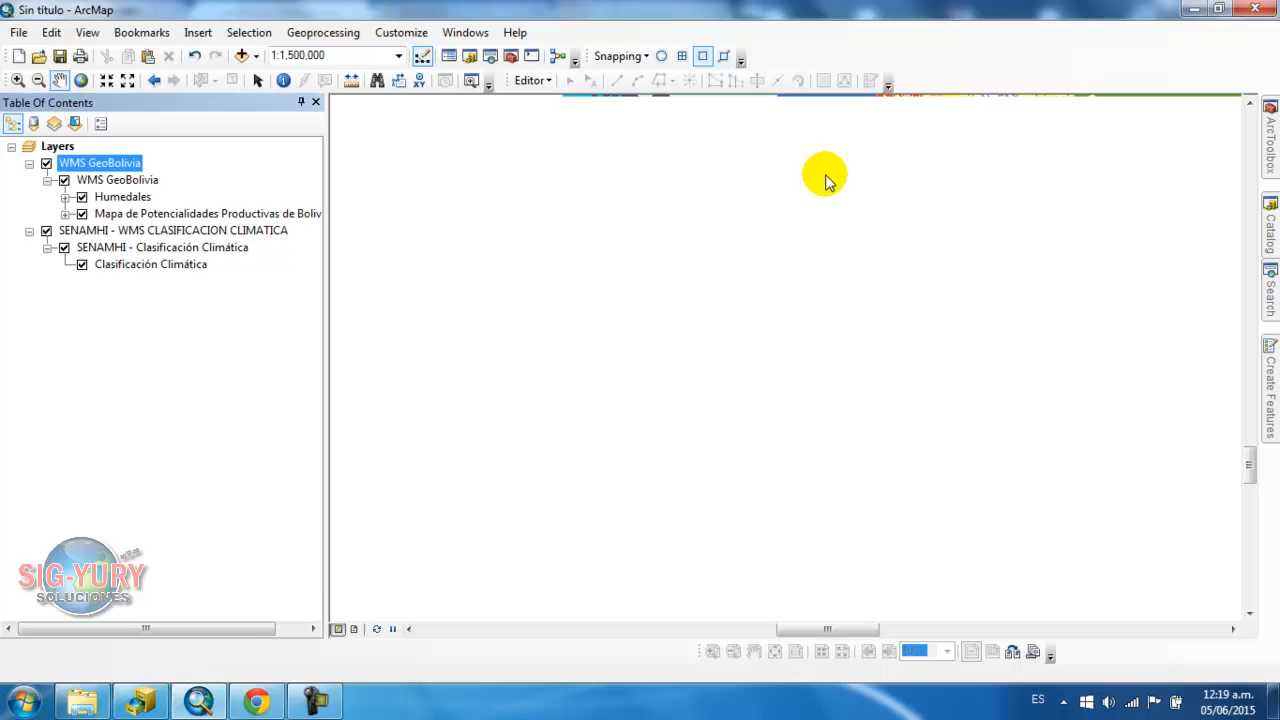 Sin título - ArcMap
File Edit View Bookmarks Insert Selection Geoprocessing Customize Windows Help
1:1,500,000 Snapping
Editor
Table Of Contents
Layers
WMS GeoBolivia
WMS GeoBolivia
Humedales
Mapa de Potencialidades Productivas de Boliv
SENAMHI - WMS CLASIFICACION CLIMATICA
SENAMHI - Clasificación Climática
Clasificación Climática
ArcToolbox
Catalog
Search
Create Features
SIG-YURY
SOLUCIONES
100%
ES
12:19 a.m.
05/06/2015